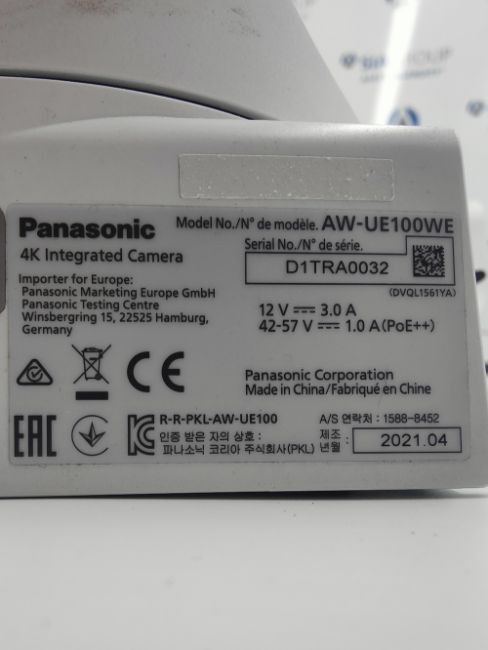 Panasonic
Model No./N° de modèle. AW-UE100WE
4K Integrated Camera
Serial No./N° de série.
D1TRA0032
(DVQL1561YA)
Importer for Europe:
Panasonic Marketing Europe GmbH
Panasonic Testing Centre
Winsbergring 15, 22525 Hamburg,
Germany
12 V ⎓ 3.0 A
42-57 V ⎓ 1.0 A(PoE++)
CE
Panasonic Corporation
Made in China/Fabriqué en Chine
EAC
R-R-PKL-AW-UE100
인증 받은 자의 상호 :
파나소닉 코리아 주식회사(PKL)
A/S 연락처 : 1588-8452
제조
년월 :
2021.04